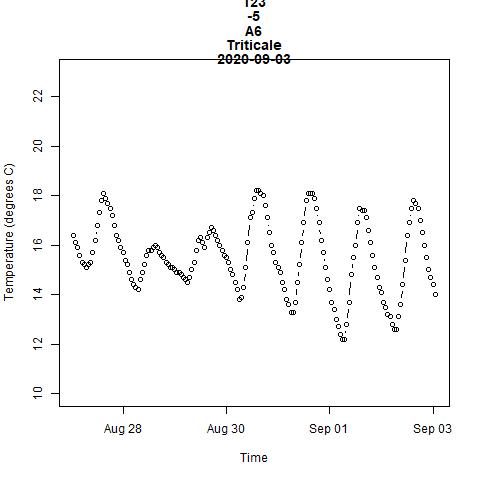 123
-5
A6
Triticale
2020-09-03
Temperature (degrees C)
22
20
18
16
14
12
10
Aug 28
Aug 30
Sep 01
Sep 03
Time